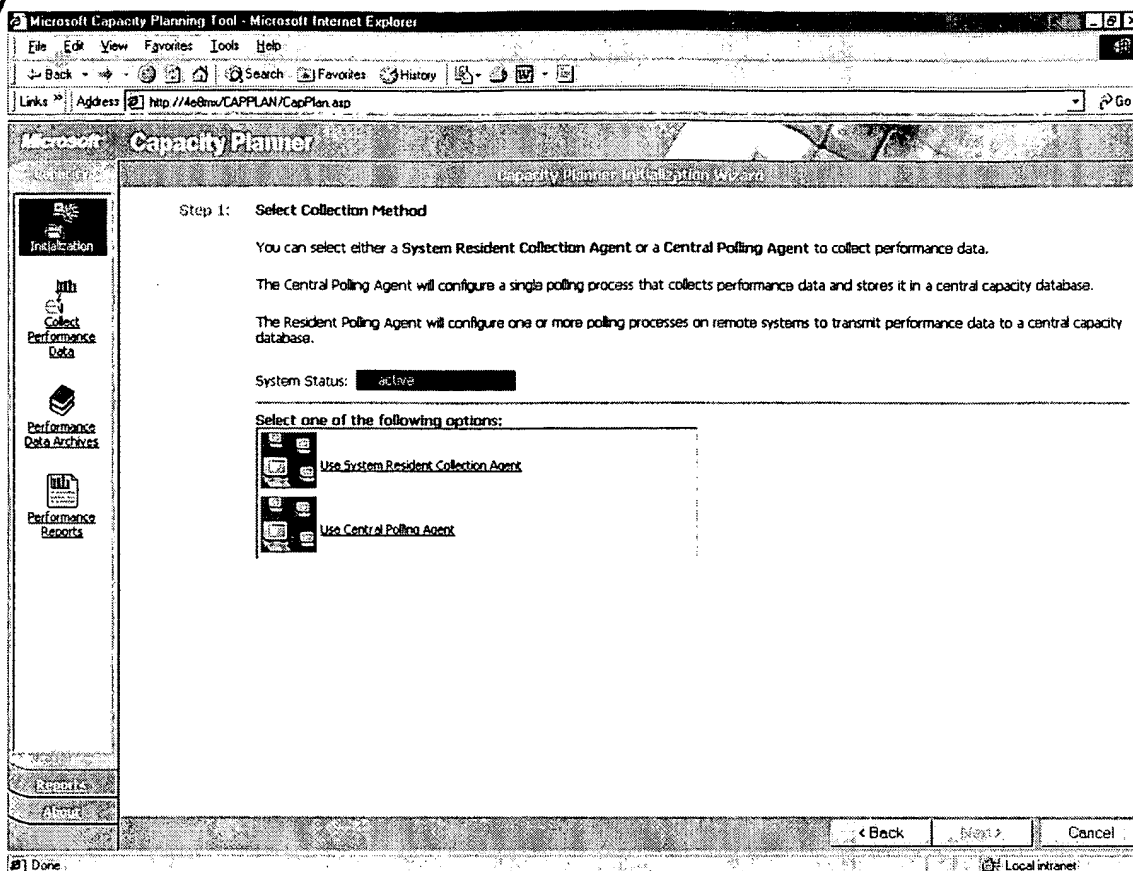 Microsoft Capacity Planning Tool - Microsoft Internet Explorer
File Edit View Favorites Tools Help
Back Search Favorites History
Links » Address http://4e8mx/CAPPLAN/CapPlan.asp Go
Microsoft Capacity Planner
Capacity Planner Initialization Wizard
Initialization
Collect
Performance
Data
Performance
Data Archives
Performance
Reports
Step 1: Select Collection Method
You can select either a System Resident Collection Agent or a Central Polling Agent to collect performance data.
The Central Polling Agent will configure a single polling process that collects performance data and stores it in a central capacity database.
The Resident Polling Agent will configure one or more polling processes on remote systems to transmit performance data to a central capacity
database.
System Status: active
Select one of the following options:
Use System Resident Collection Agent
Use Central Polling Agent
Reports
About
< Back Next > Cancel
Done Local intranet